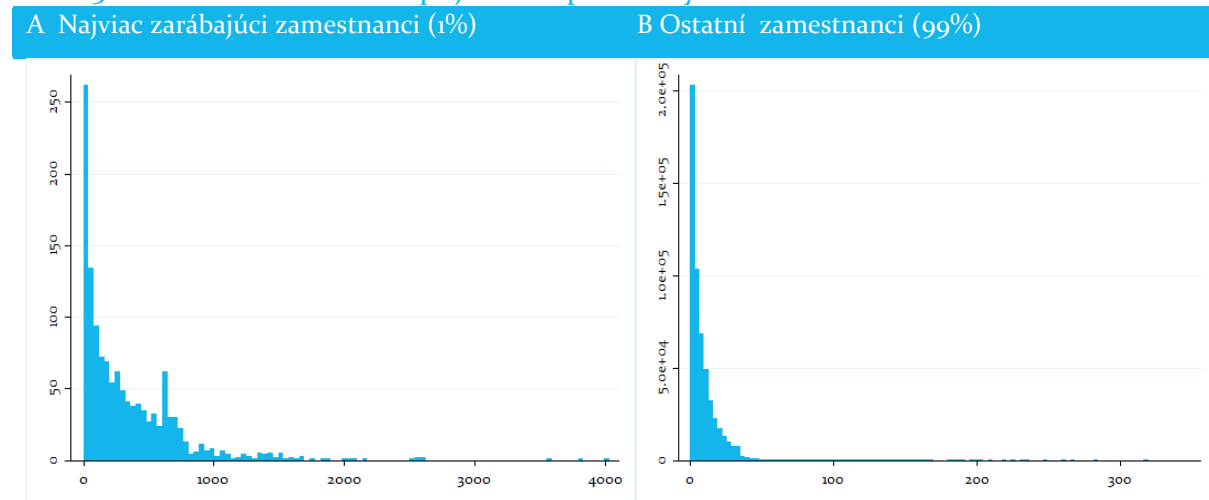 A Najviac zarábajúci zamestnanci (1%)
B Ostatní zamestnanci (99%)
250
200
150
100
50
0
0 1000 2000 3000 4000
2.0e+05
1.5e+05
1.0e+05
5.0e+04
0
0 100 200 300